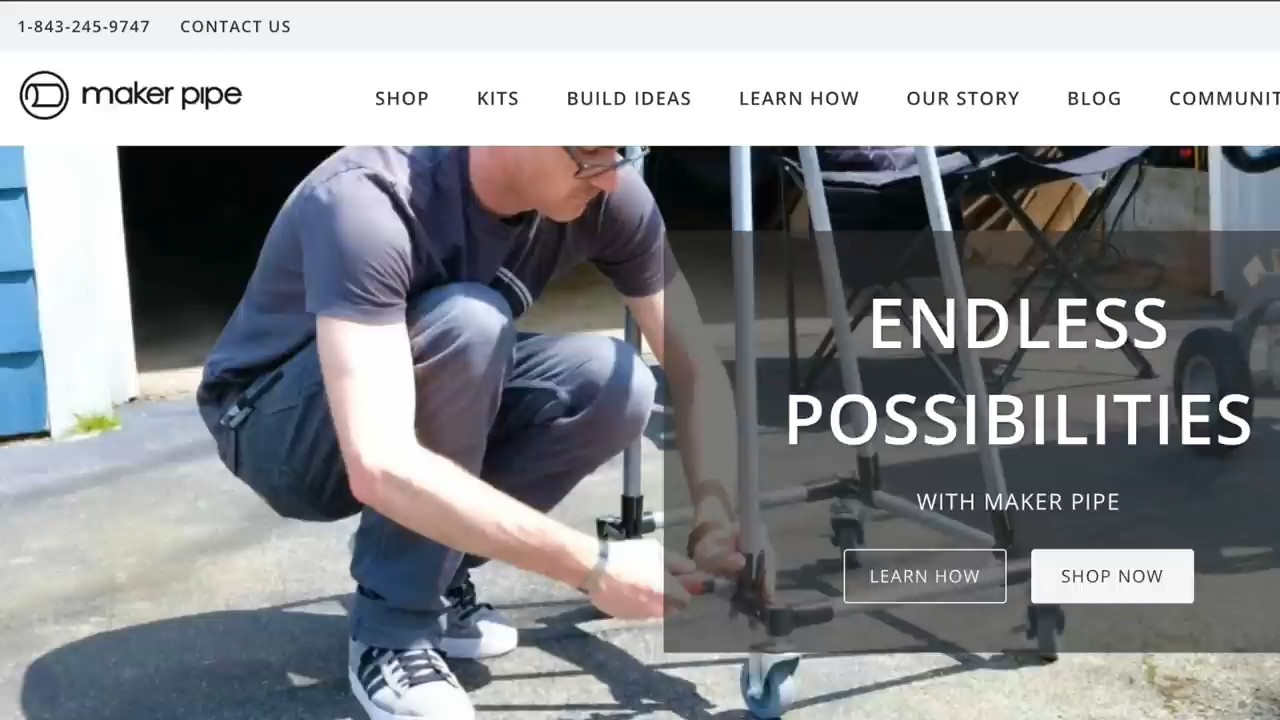 1-843-245-9747 CONTACT US
maker pipe SHOP KITS BUILD IDEAS LEARN HOW OUR STORY BLOG COMMUNIT
ENDLESS
POSSIBILITIES
WITH MAKER PIPE
LEARN HOW SHOP NOW